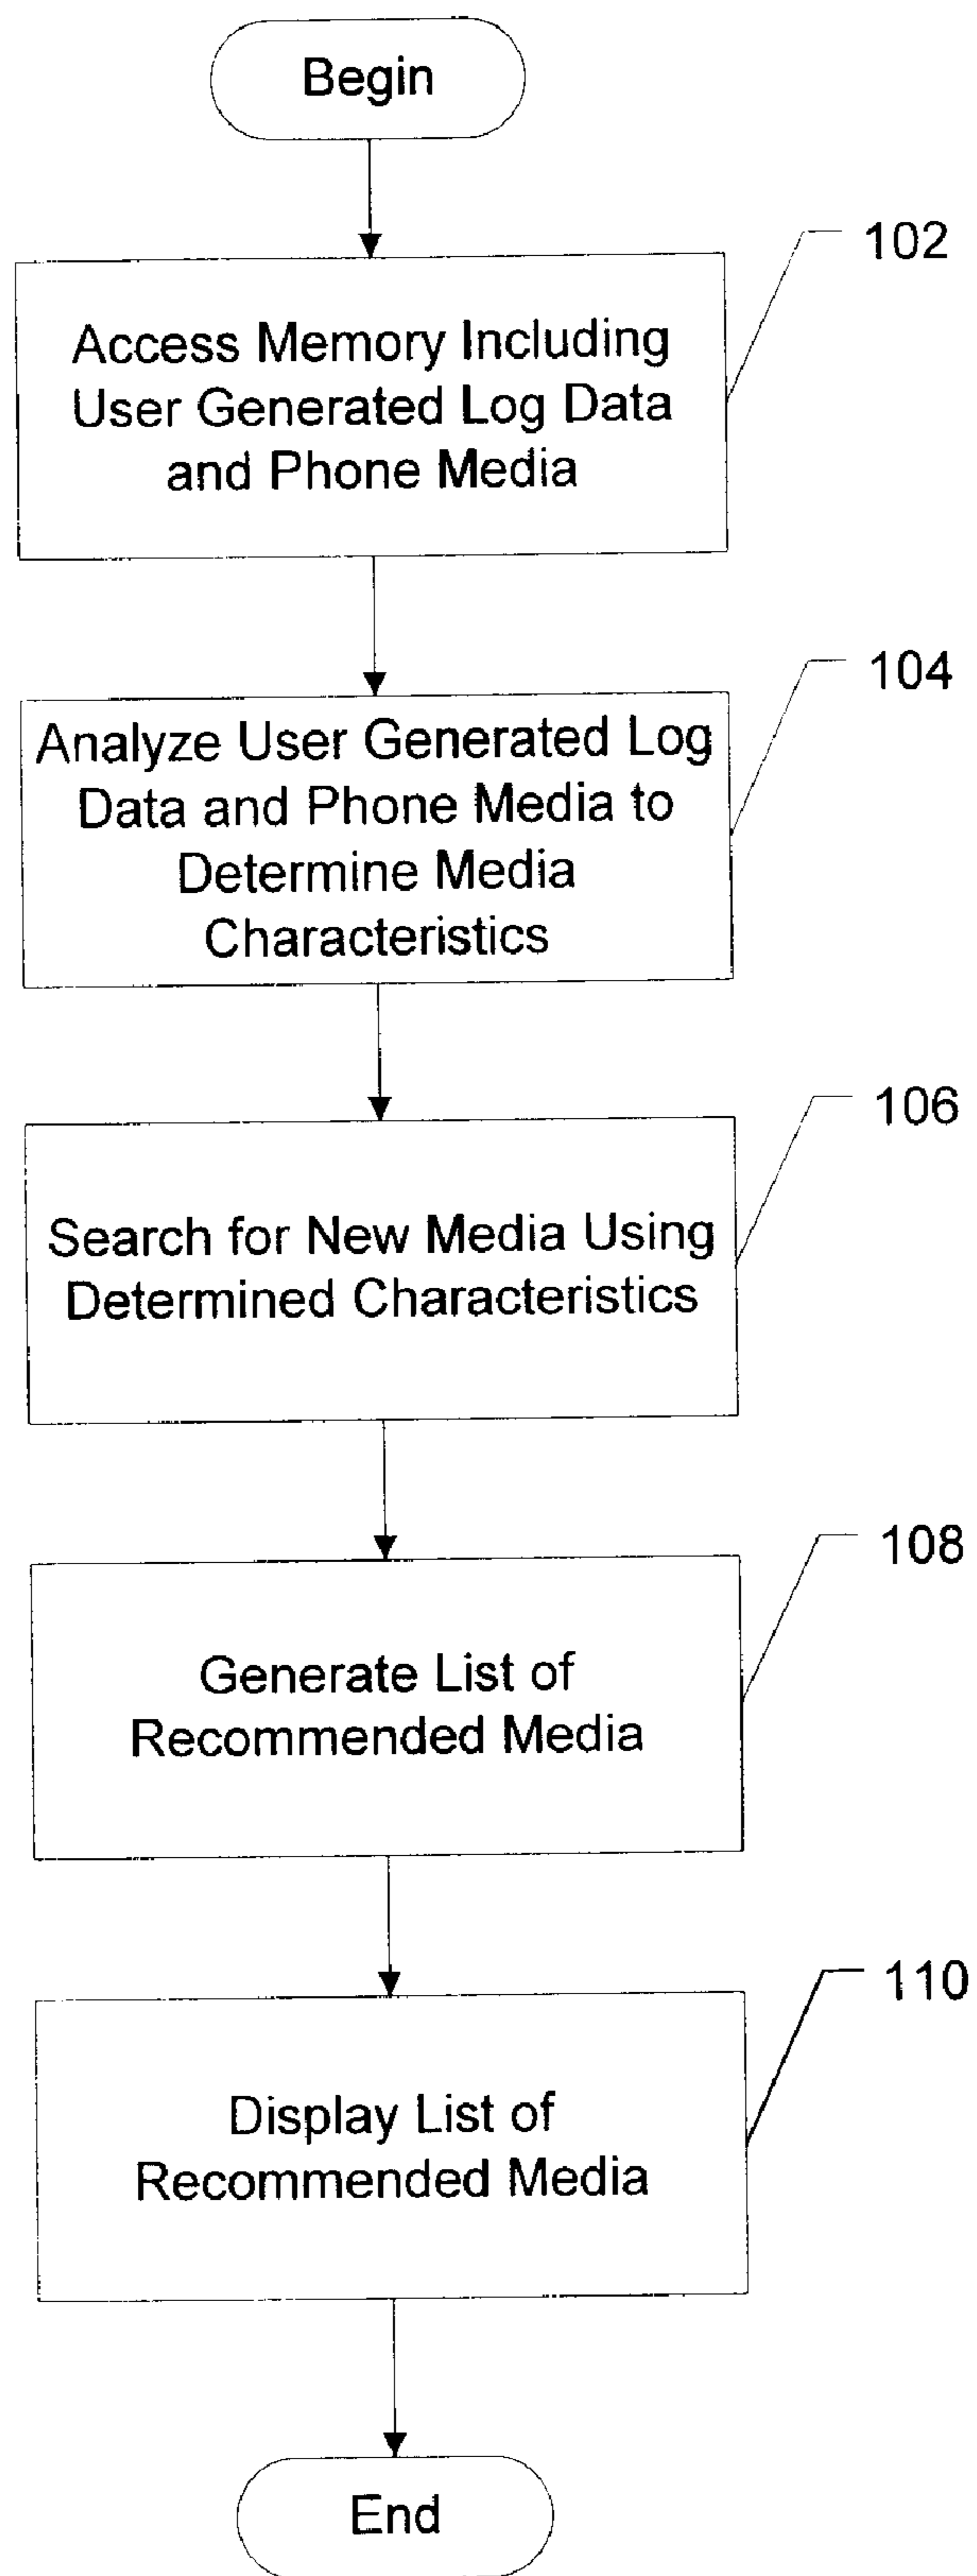 Begin
102
Access Memory Including
User Generated Log Data
and Phone Media
104
Analyze User Generated Log
Data and Phone Media to
Determine Media
Characteristics
106
Search for New Media Using
Determined Characteristics
108
Generate List of
Recommended Media
110
Display List of
Recommended Media
End